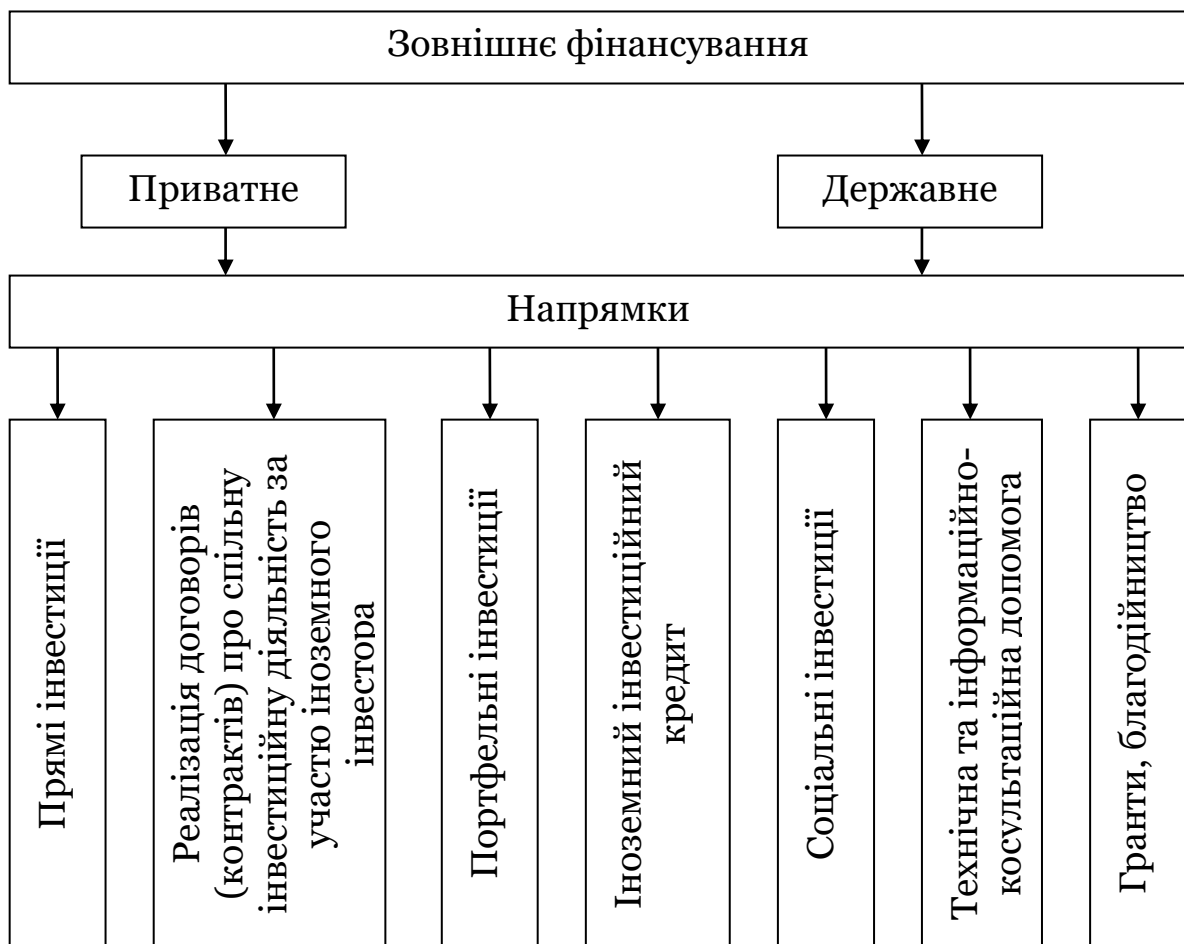 Зовнішнє фінансування
Приватне
Державне
Напрямки
Прямі інвестиції
Реалізація договорів
(контрактів) про спільну
інвестиційну діяльність за
участю іноземного
інвестора
Портфельні інвестиції
Іноземний інвестиційний
кредит
Соціальні інвестиції
Технічна та інформаційно-
косультаційна допомога
Гранти, благодійництво